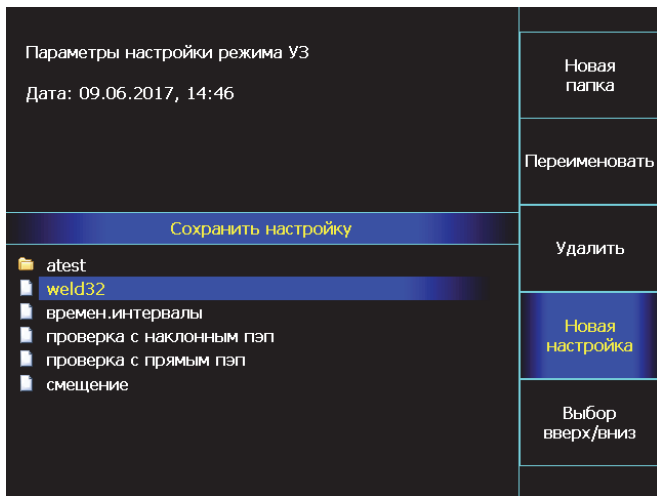 Параметры настройки режима УЗ
Дата: 09.06.2017, 14:46
Сохранить настройку
atest
weld32
времен.интервалы
проверка с наклонным пэп
проверка с прямым пэп
смещение
Новая
папка
Переименовать
Удалить
Новая
настройка
Выбор
вверх/вниз